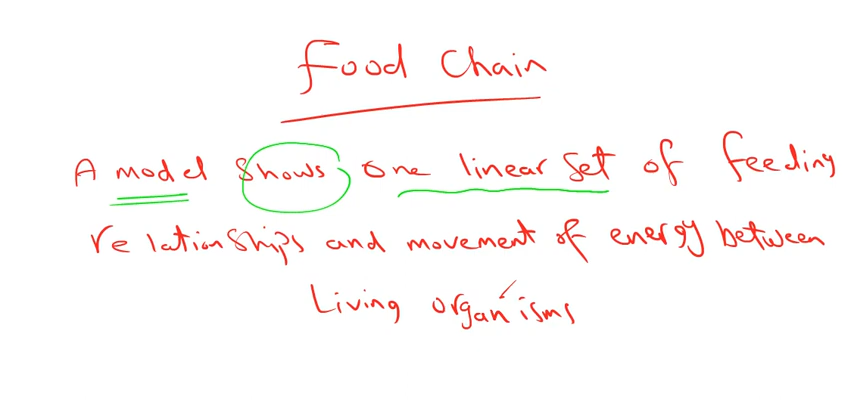 Food Chain
A model shows one linear set of feeding
relationships and movement of energy between
Living organisms